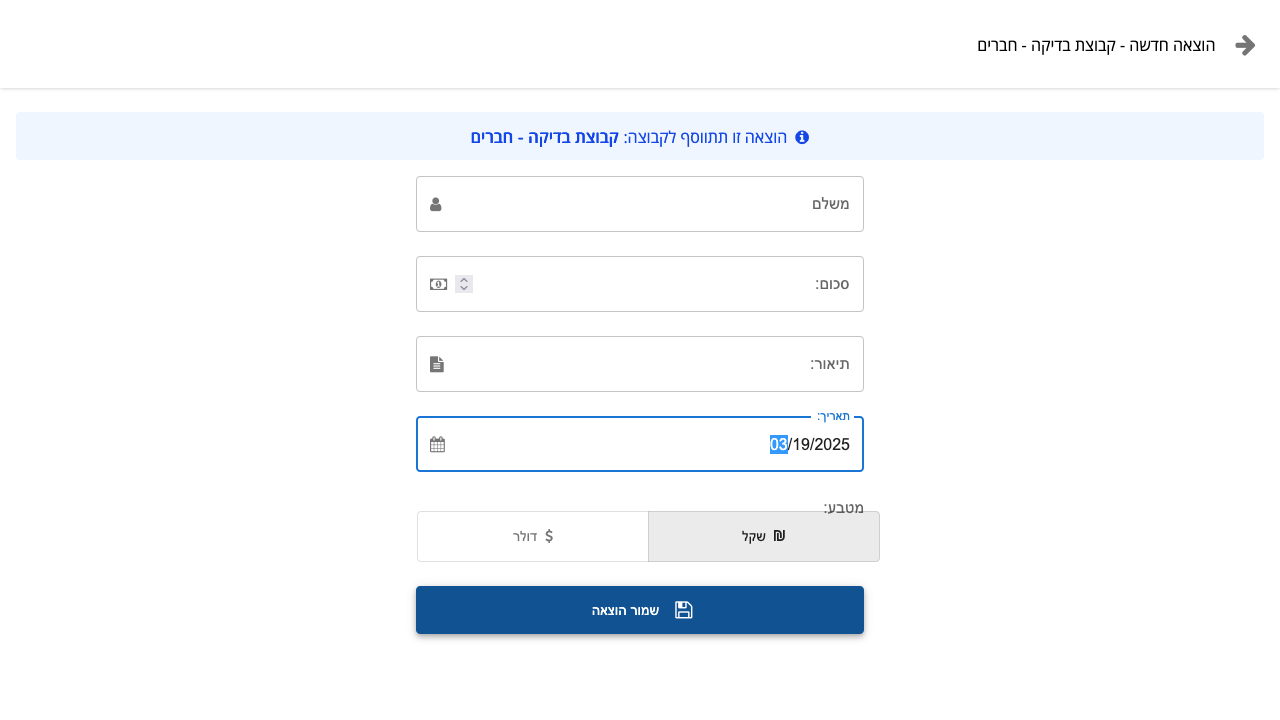 הוצאה חדשה - קבוצת בדיקה - חברים
הוצאה זו תתווסף לקבוצה: קבוצת בדיקה - חברים
משלם
סכום:
תיאור:
תאריך:
03/19/2025
מטבע:
₪ שקל
$ דולר
שמור הוצאה